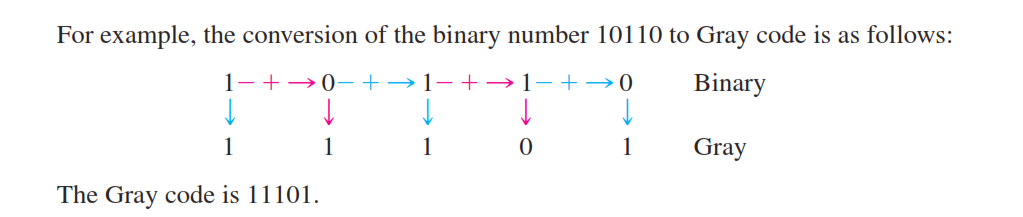 For example, the conversion of the binary number 10110 to Gray code is as follows:
1− + → 0− + → 1− + → 1− + → 0 Binary
↓ ↓ ↓ ↓ ↓
1 1 1 0 1 Gray
The Gray code is 11101.